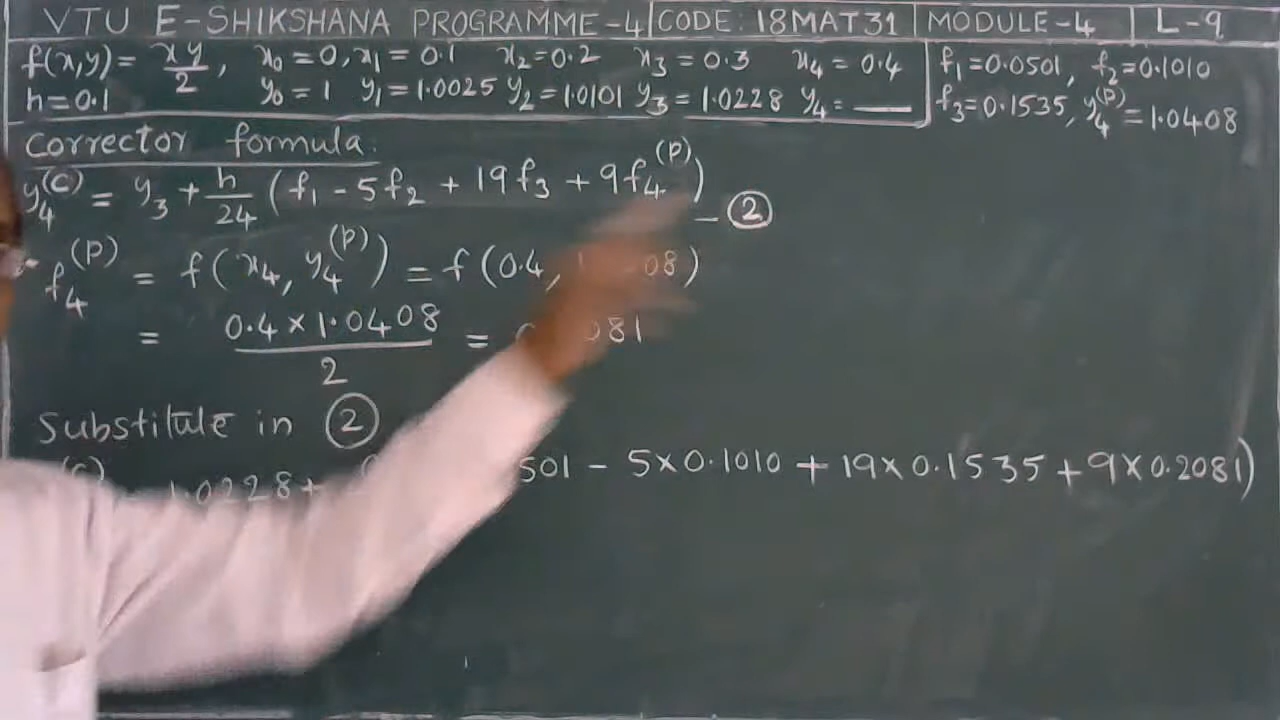 VTU E-SHIKSHANA PROGRAMME-4 CODE: 18MAT31 MODULE-4 L-9
f(x,y) = xy/2, x₀ = 0, x₁ = 0.1 x₂ = 0.2 x₃ = 0.3 x₄ = 0.4
h = 0.1 y₀ = 1 y₁ = 1.0025 y₂ = 1.0101 y₃ = 1.0228 y₄ = ___
f₁ = 0.0501, f₂ = 0.1010
f₃ = 0.1535, y₄^(P) = 1.0408
Corrector formula:
y₄^(C) = y₃ + h/24 (f₁ - 5f₂ + 19f₃ + 9f₄^(P)) — ②
f₄^(P) = f(x₄, y₄^(P)) = f(0.4, 08)
= 0.4 × 1.0408 / 2 = 081
Substitute in ②
(C) = 1.0228 + 501 - 5×0.1010 + 19×0.1535 + 9×0.2081)